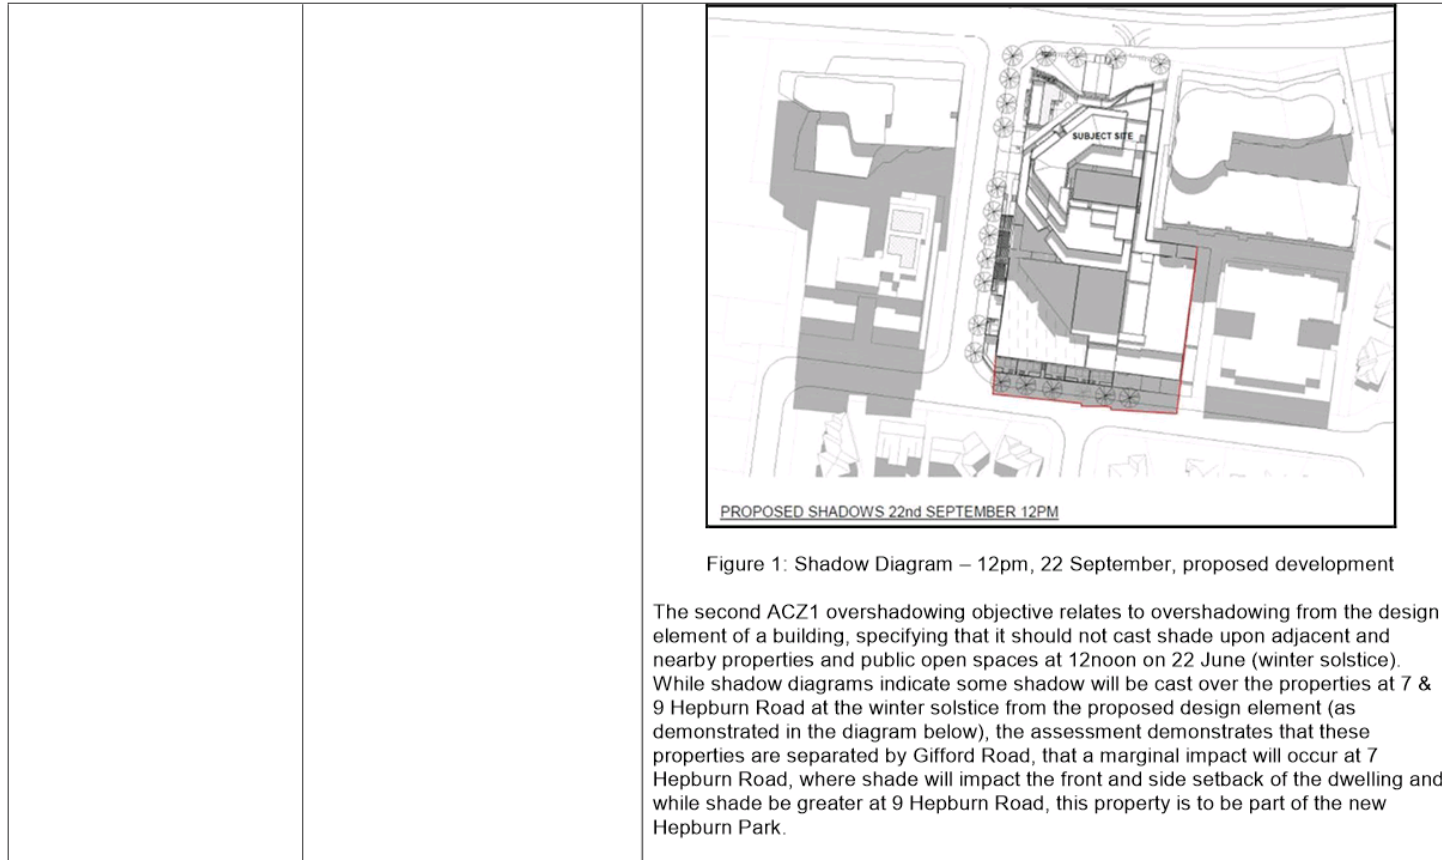 SUBJECT SITE
PROPOSED SHADOWS 22nd SEPTEMBER 12PM
Figure 1: Shadow Diagram – 12pm, 22 September, proposed development
The second ACZ1 overshadowing objective relates to overshadowing from the design
element of a building, specifying that it should not cast shade upon adjacent and
nearby properties and public open spaces at 12noon on 22 June (winter solstice).
While shadow diagrams indicate some shadow will be cast over the properties at 7 &
9 Hepburn Road at the winter solstice from the proposed design element (as
demonstrated in the diagram below), the assessment demonstrates that these
properties are separated by Gifford Road, that a marginal impact will occur at 7
Hepburn Road, where shade will impact the front and side setback of the dwelling and
while shade be greater at 9 Hepburn Road, this property is to be part of the new
Hepburn Park.